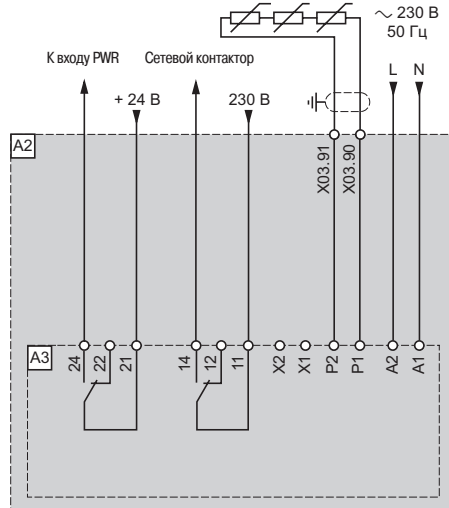 ∼ 230 В
50 Гц
К входу PWR
Сетевой контактор
L
N
+ 24 В
230 В
A2
X03.91
X03.90
A3
24
22
21
14
12
11
X2
X1
P2
P1
A2
A1